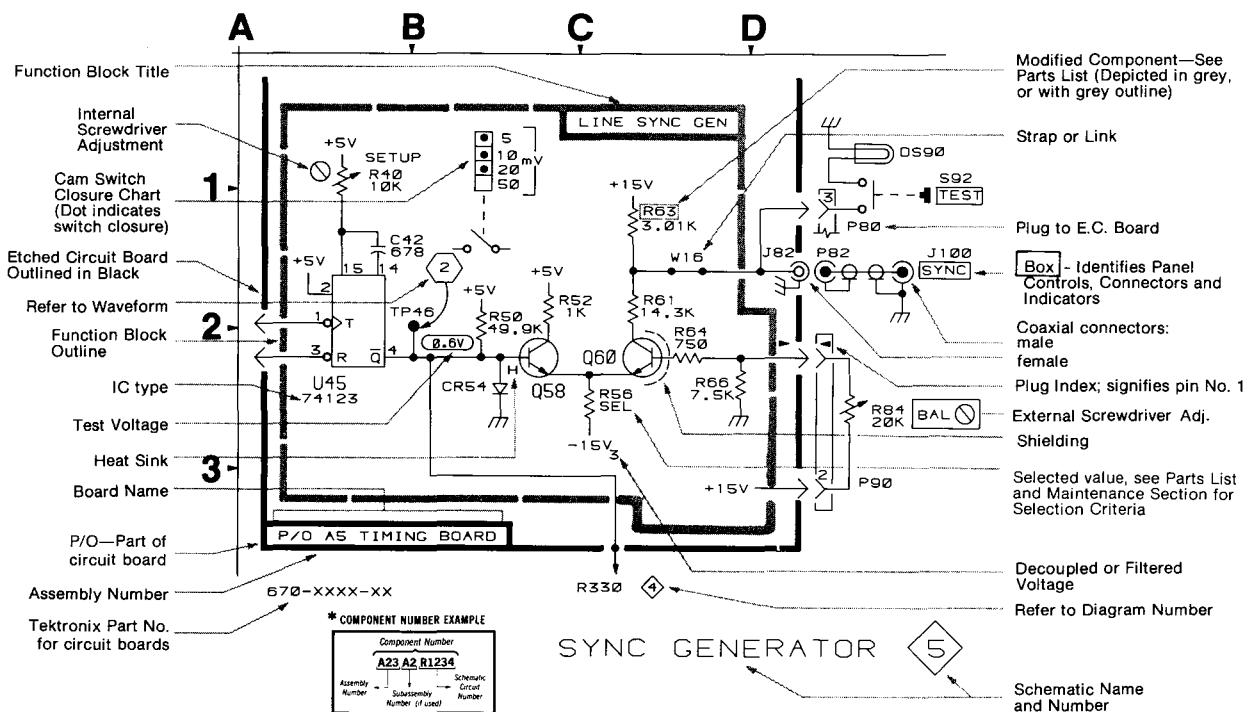 A
B
C
D
1
2
3
Function Block Title
Internal
Screwdriver
Adjustment
Cam Switch
Closure Chart
(Dot indicates
switch closure)
Etched Circuit Board
Outlined in Black
Refer to Waveform
Function Block
Outline
IC type
Test Voltage
Heat Sink
Board Name
P/O—Part of
circuit board
Assembly Number
Tektronix Part No.
for circuit boards
LINE SYNC GEN
+5V
SETUP
R40
10K
5
10
20
50
mV
C42
678
+5V
2
15
14
1
T
3
R
Q̅
4
U45
74123
2
TP46
0.6V
+5V
R50
49.9K
CR54
H
+5V
R52
1K
Q58
+15V
R63
3.01K
W16
R61
14.3K
Q60
R64
750
R56
SEL
-15V
3
R66
7.5K
+15V
P/O A5 TIMING BOARD
670-XXXX-XX
R330
4
DS90
S92
TEST
3
P80
J82
P82
J100
SYNC
R84
20K
BAL
2
P90
Modified Component—See
Parts List (Depicted in grey,
or with grey outline)
Strap or Link
Plug to E.C. Board
Box - Identifies Panel
Controls, Connectors and
Indicators
Coaxial connectors:
male
female
Plug Index; signifies pin No. 1
External Screwdriver Adj.
Shielding
Selected value, see Parts List
and Maintenance Section for
Selection Criteria
Decoupled or Filtered
Voltage
Refer to Diagram Number
Schematic Name
and Number
* COMPONENT NUMBER EXAMPLE
Component Number
A23 A2 R1234
Assembly
Number
Subassembly
Number (if used)
Schematic
Circuit
Number
SYNC GENERATOR
5